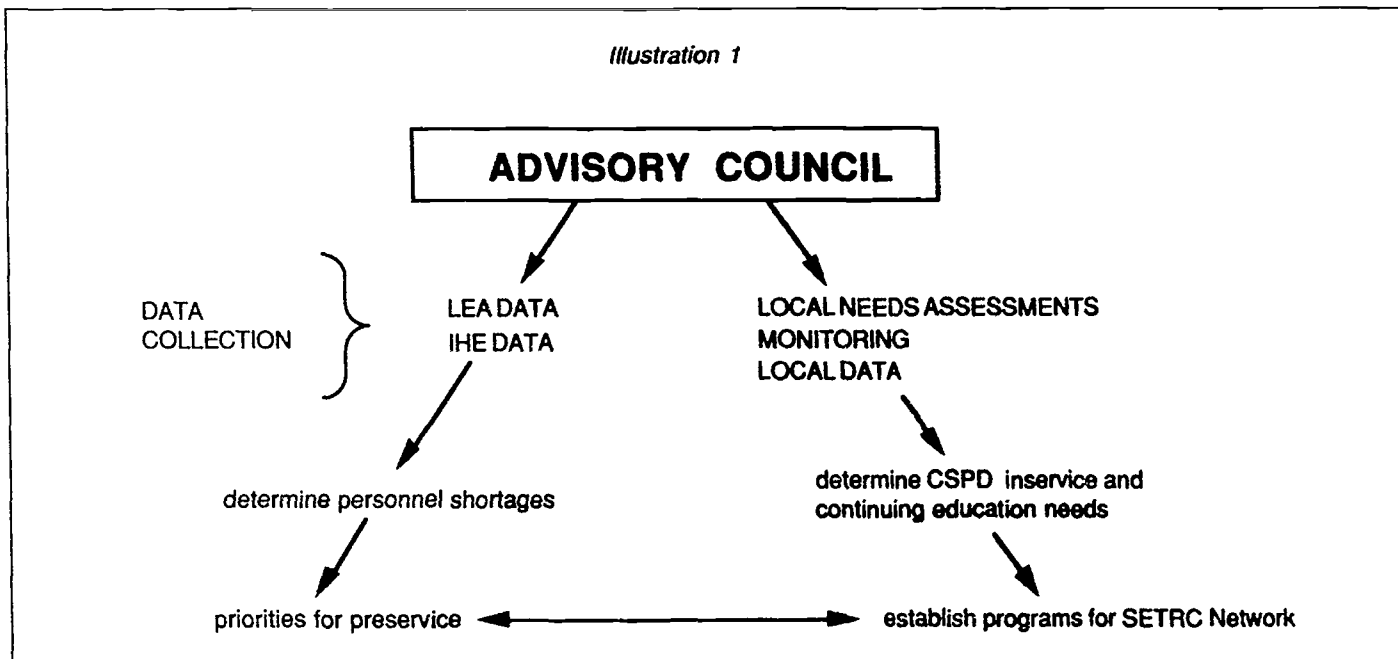 Illustration 1
ADVISORY COUNCIL
DATA
COLLECTION
LEA DATA
IHE DATA
LOCAL NEEDS ASSESSMENTS
MONITORING
LOCAL DATA
determine personnel shortages
determine CSPD inservice and
continuing education needs
priorities for preservice
establish programs for SETRC Network